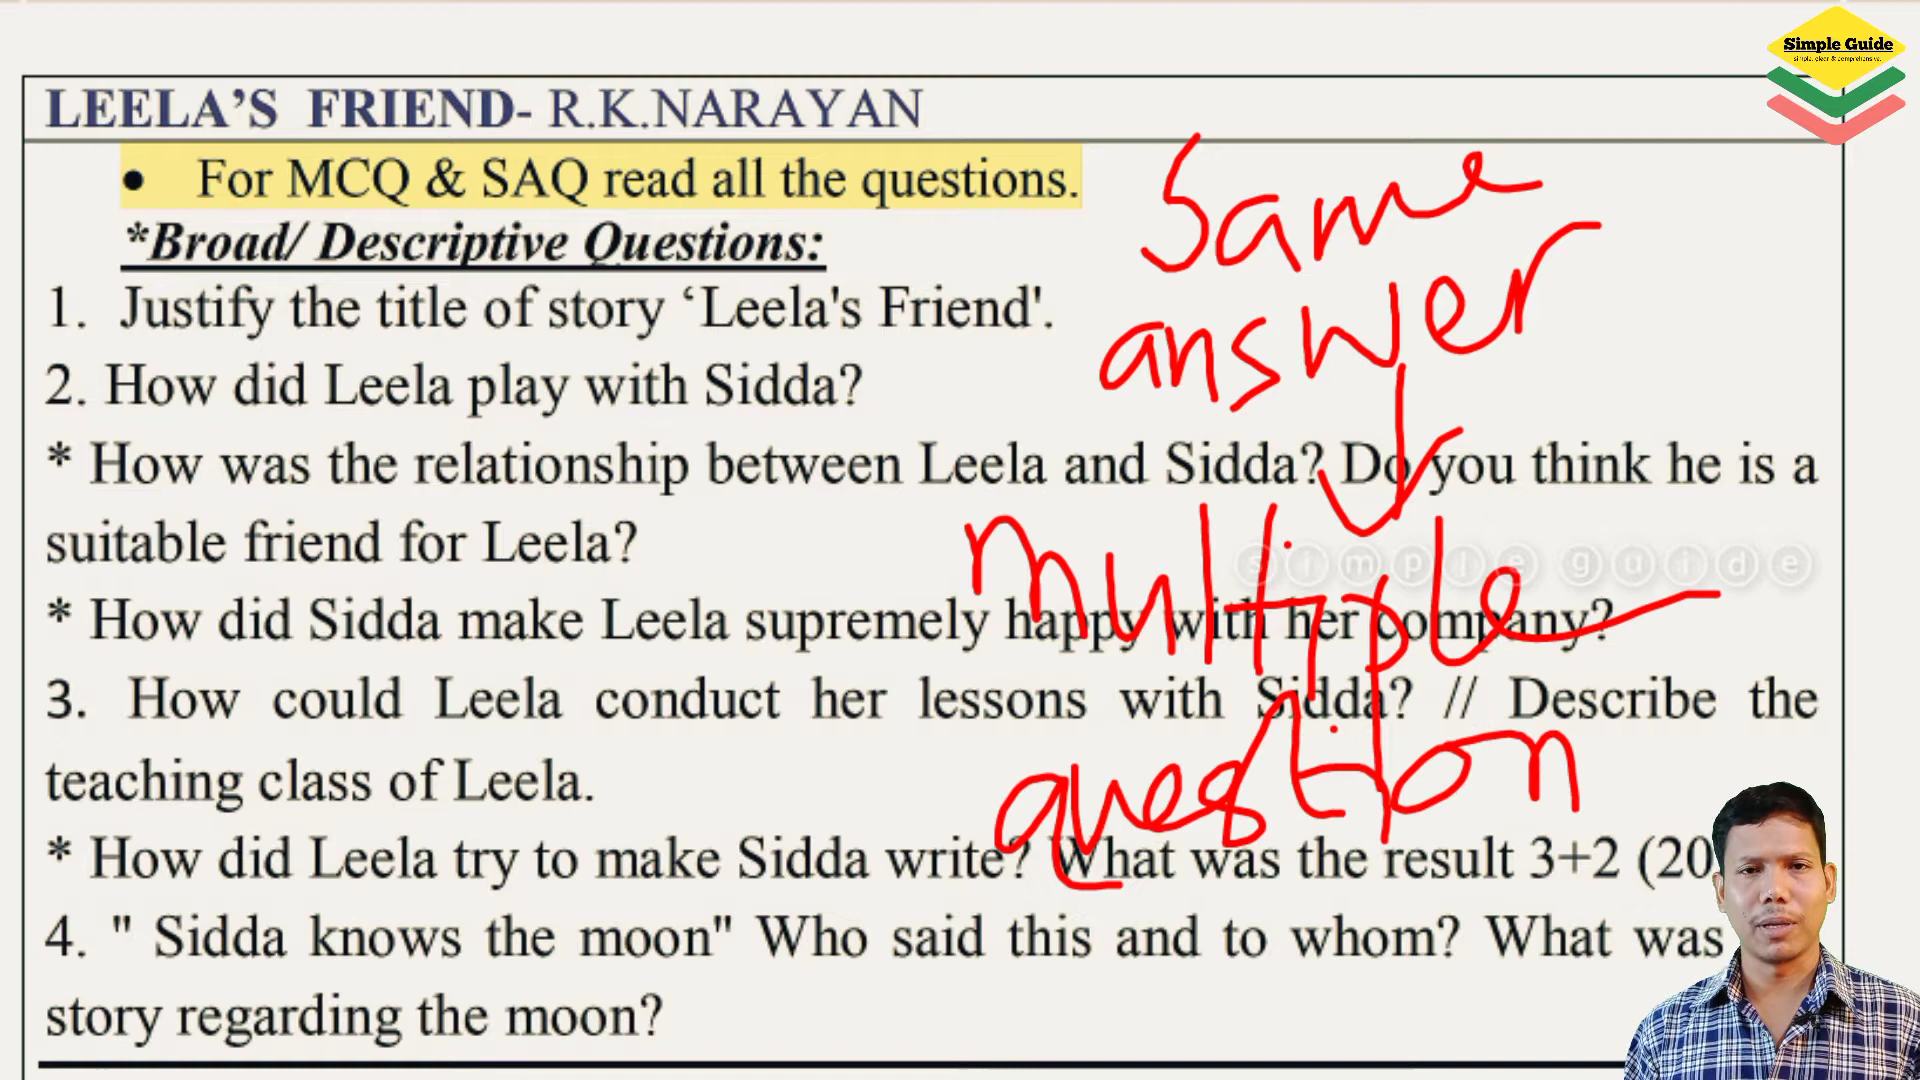 Simple Guide
simple, clear & comprehensive.
LEELA’S FRIEND- R.K.NARAYAN
• For MCQ & SAQ read all the questions.
*Broad/ Descriptive Questions:
1. Justify the title of story ‘Leela's Friend'.
2. How did Leela play with Sidda?
* How was the relationship between Leela and Sidda? Do you think he is a
suitable friend for Leela?
* How did Sidda make Leela supremely happy with her company?
3. How could Leela conduct her lessons with Sidda? // Describe the
teaching class of Leela.
* How did Leela try to make Sidda write? What was the result 3+2 (20
4. " Sidda knows the moon" Who said this and to whom? What was
story regarding the moon?
Same
answer
multiple
question
simple guide